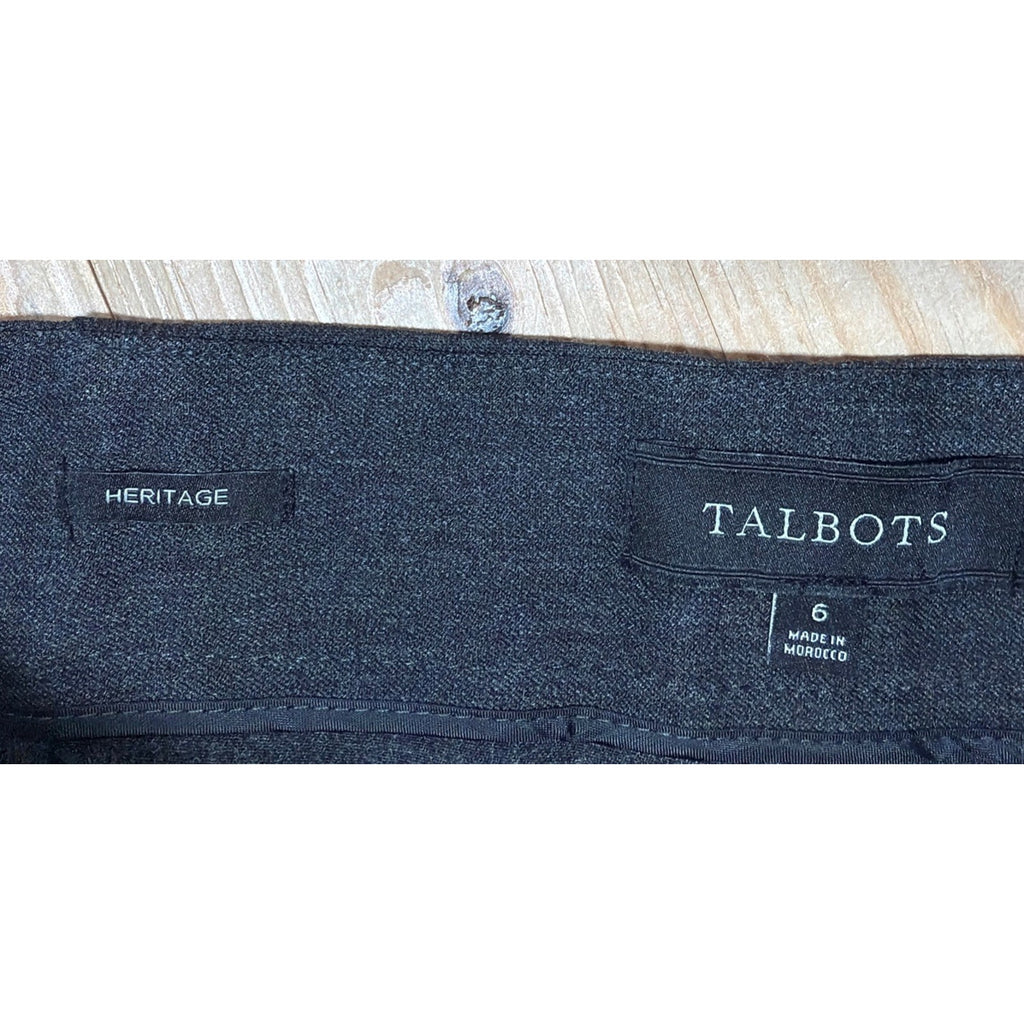 HERITAGE
TALBOTS
6
MADE IN
MOROCCO